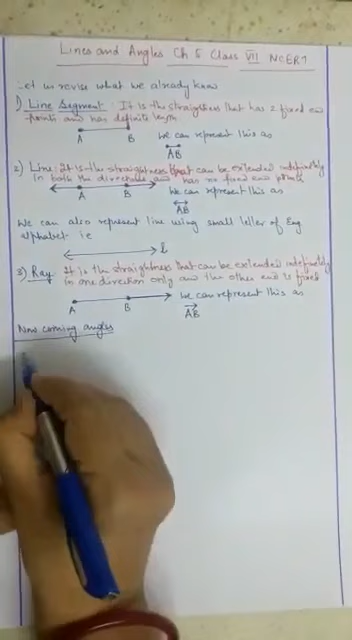 Lines and Angles Ch 5 Class VII NCERT
Let us revise what we already know
1) Line Segment: It is the straightness that has 2 fixed end
points and has definite length
A B we can repesent this as
AB
2) Line: It is the straightness that can be extended indefinitely
in both the directions and has no fixed end points
A B we can repesent this as
AB
We can also represent line using small letter of Eng
alphabet i.e
l
3) Ray It is the straightness that can be extended indefinitely
in one direction only and the other end is fixed
A B we can represent this as
AB
Now coming angles